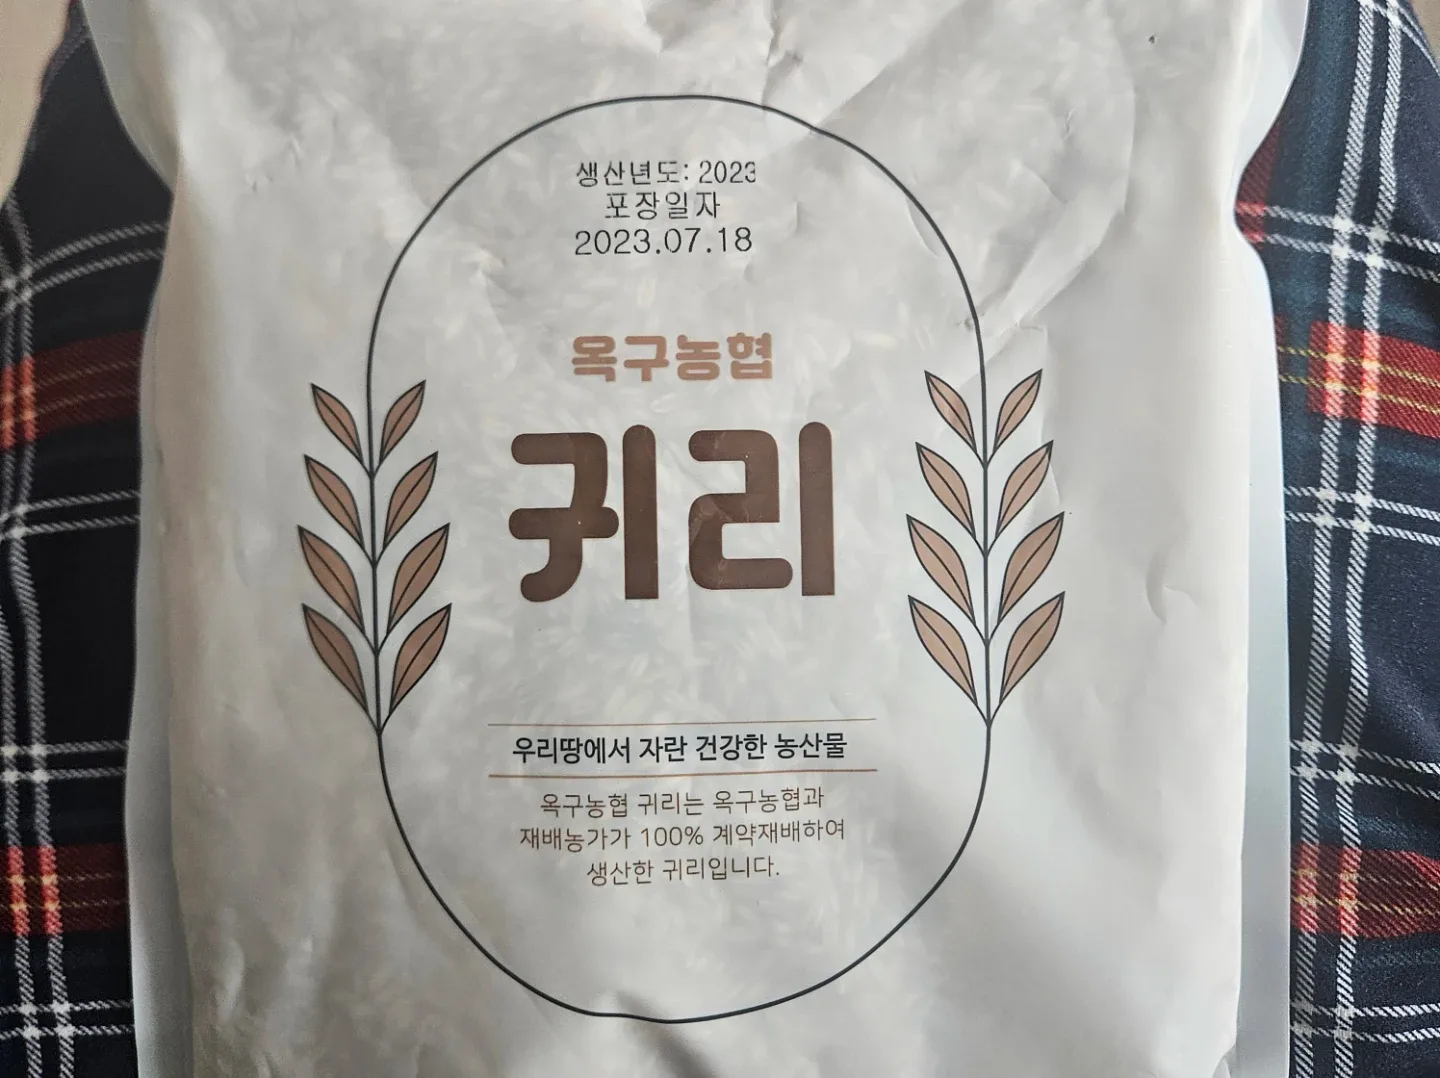 생산년도: 2023
포장일자
2023.07.18
옥구농협
귀리
우리땅에서 자란 건강한 농산물
옥구농협 귀리는 옥구농협과
재배농가가 100% 계약재배하여
생산한 귀리입니다.